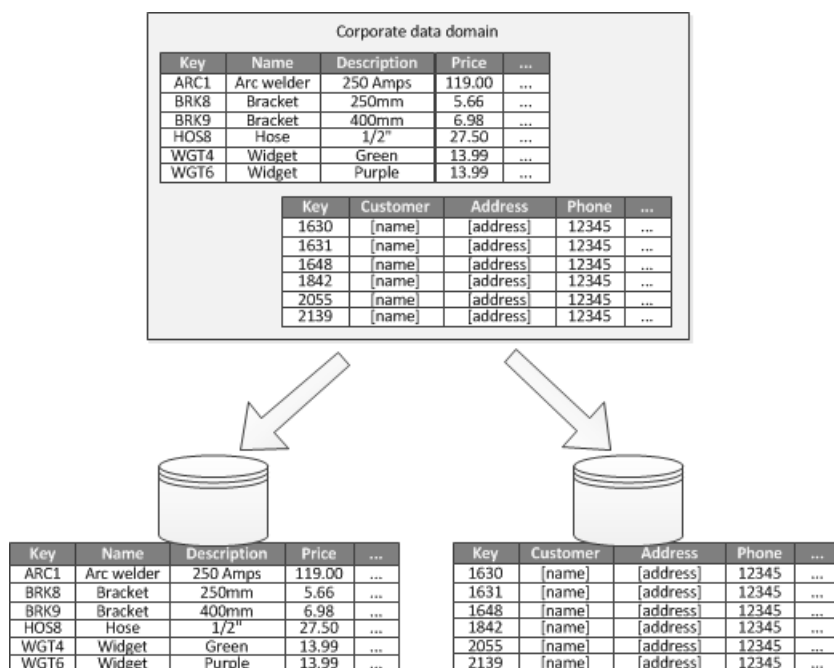 Corporate data domain
Key Name Description Price ...
ARC1 Arc welder 250 Amps 119.00 ...
BRK8 Bracket 250mm 5.66 ...
BRK9 Bracket 400mm 6.98 ...
HOS8 Hose 1/2" 27.50 ...
WGT4 Widget Green 13.99 ...
WGT6 Widget Purple 13.99 ...
Key Customer Address Phone ...
1630 [name] [address] 12345 ...
1631 [name] [address] 12345 ...
1648 [name] [address] 12345 ...
1842 [name] [address] 12345 ...
2055 [name] [address] 12345 ...
2139 [name] [address] 12345 ...
Key Name Description Price ...
ARC1 Arc welder 250 Amps 119.00 ...
BRK8 Bracket 250mm 5.66 ...
BRK9 Bracket 400mm 6.98 ...
HOS8 Hose 1/2" 27.50 ...
WGT4 Widget Green 13.99 ...
WGT6 Widget Purple 13.99 ...
Key Customer Address Phone ...
1630 [name] [address] 12345 ...
1631 [name] [address] 12345 ...
1648 [name] [address] 12345 ...
1842 [name] [address] 12345 ...
2055 [name] [address] 12345 ...
2139 [name] [address] 12345 ...